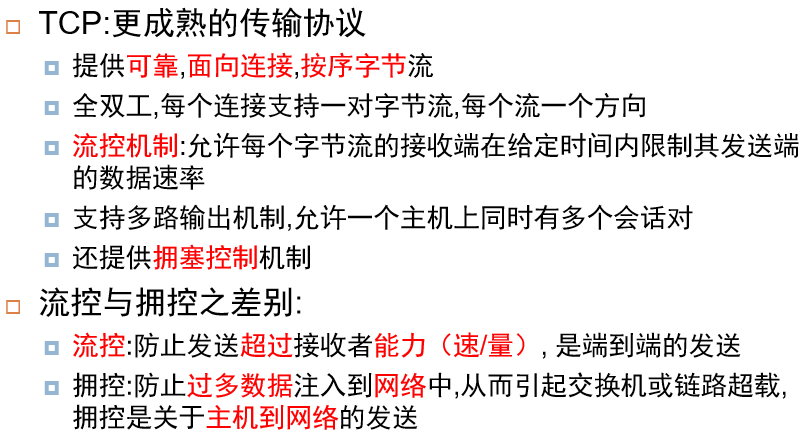 TCP:更成熟的传输协议
提供可靠,面向连接,按序字节流
全双工,每个连接支持一对字节流,每个流一个方向
流控机制:允许每个字节流的接收端在给定时间内限制其发送端
的数据速率
支持多路输出机制,允许一个主机上同时有多个会话对
还提供拥塞控制机制
流控与拥控之差别:
流控:防止发送超过接收者能力（速/量）, 是端到端的发送
拥控:防止过多数据注入到网络中,从而引起交换机或链路超载,
拥控是关于主机到网络的发送